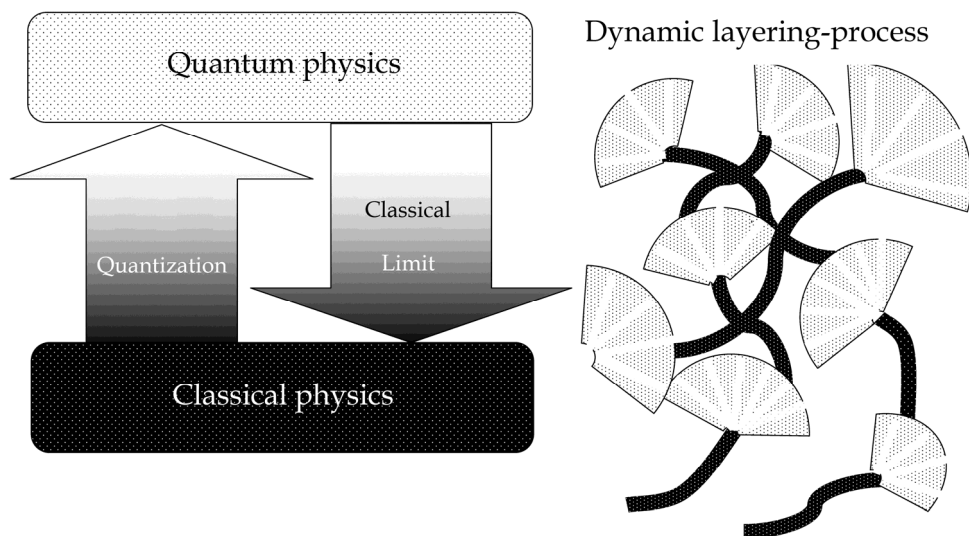 Quantum physics
Quantization
Classical
Limit
Classical physics
Dynamic layering-process